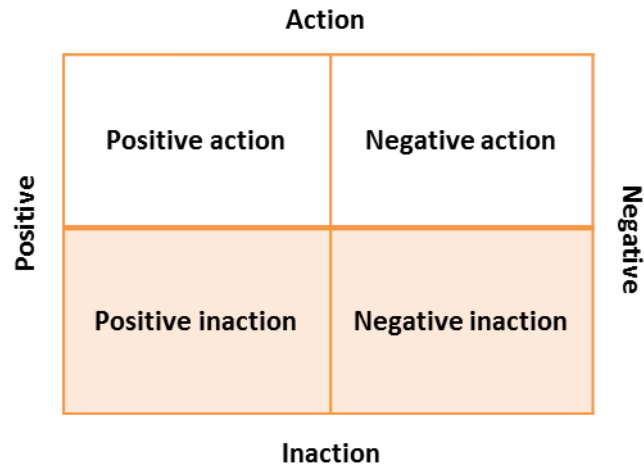 Action
Positive action
Negative action
Positive
Negative
Positive inaction
Negative inaction
Inaction